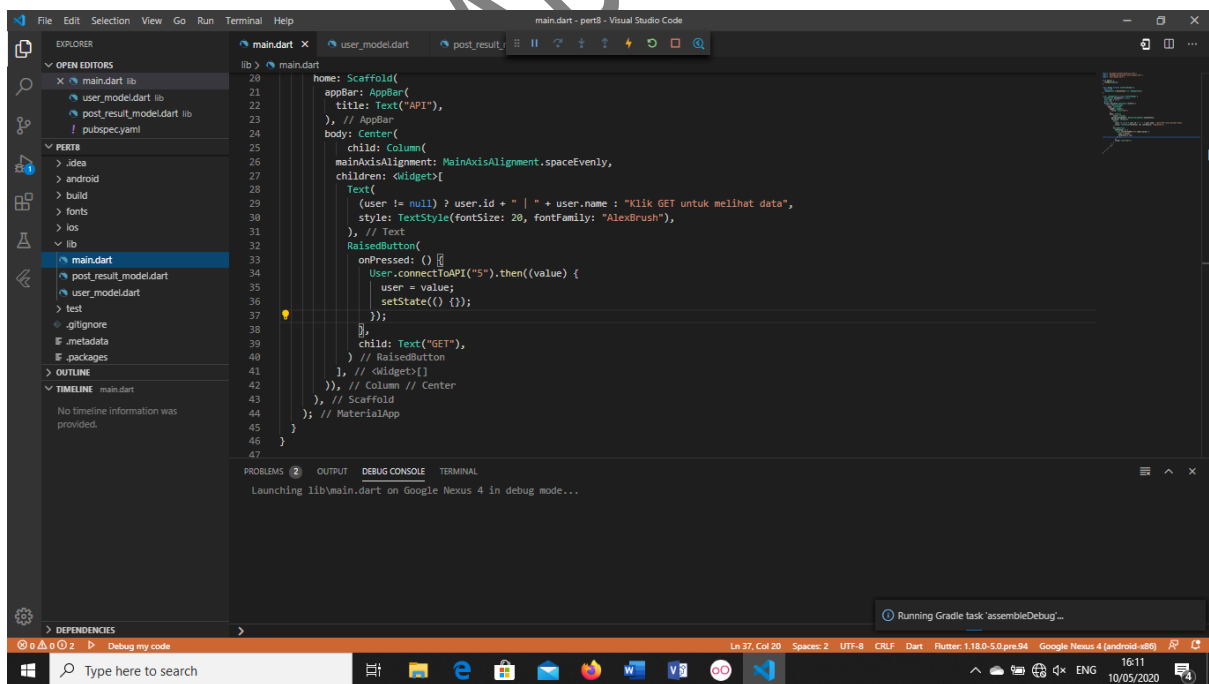 File Edit Selection View Go Run Terminal Help
main.dart - pert8 - Visual Studio Code
EXPLORER
OPEN EDITORS
main.dart lib
user_model.dart lib
post_result_model.dart lib
! pubspec.yaml
PERT8
> .idea
> android
> build
> fonts
> ios
lib
main.dart
post_result_model.dart
user_model.dart
> test
.gitignore
.metadata
.packages
> OUTLINE
TIMELINE main.dart
No timeline information was
provided.
> DEPENDENCIES
main.dart × user_model.dart post_result_
lib > main.dart
20 home: Scaffold(
21 appBar: AppBar(
22 title: Text("API"),
23 ), // AppBar
24 body: Center(
25 child: Column(
26 mainAxisAlignment: MainAxisAlignment.spaceEvenly,
27 children: <Widget>[
28 Text(
29 (user != null) ? user.id + " | " + user.name : "Klik GET untuk melihat data",
30 style: TextStyle(fontSize: 20, fontFamily: "AlexBrush"),
31 ), // Text
32 RaisedButton(
33 onPressed: () {
34 User.connectToAPI("5").then((value) {
35 user = value;
36 setState(() {});
37 });
38 },
39 child: Text("GET"),
40 ) // RaisedButton
41 ], // <Widget>[]
42 )), // Column // Center
43 ), // Scaffold
44 ); // MaterialApp
45 }
46 }
47
PROBLEMS 2 OUTPUT DEBUG CONSOLE TERMINAL
Launching lib\main.dart on Google Nexus 4 in debug mode...
Running Gradle task 'assembleDebug'...
>
0 0 2 Debug my code
Ln 37, Col 20 Spaces: 2 UTF-8 CRLF Dart Flutter: 1.18.0-5.0.pre.94 Google Nexus 4 (android-x86)
Type here to search
ENG
16:11
10/05/2020
4